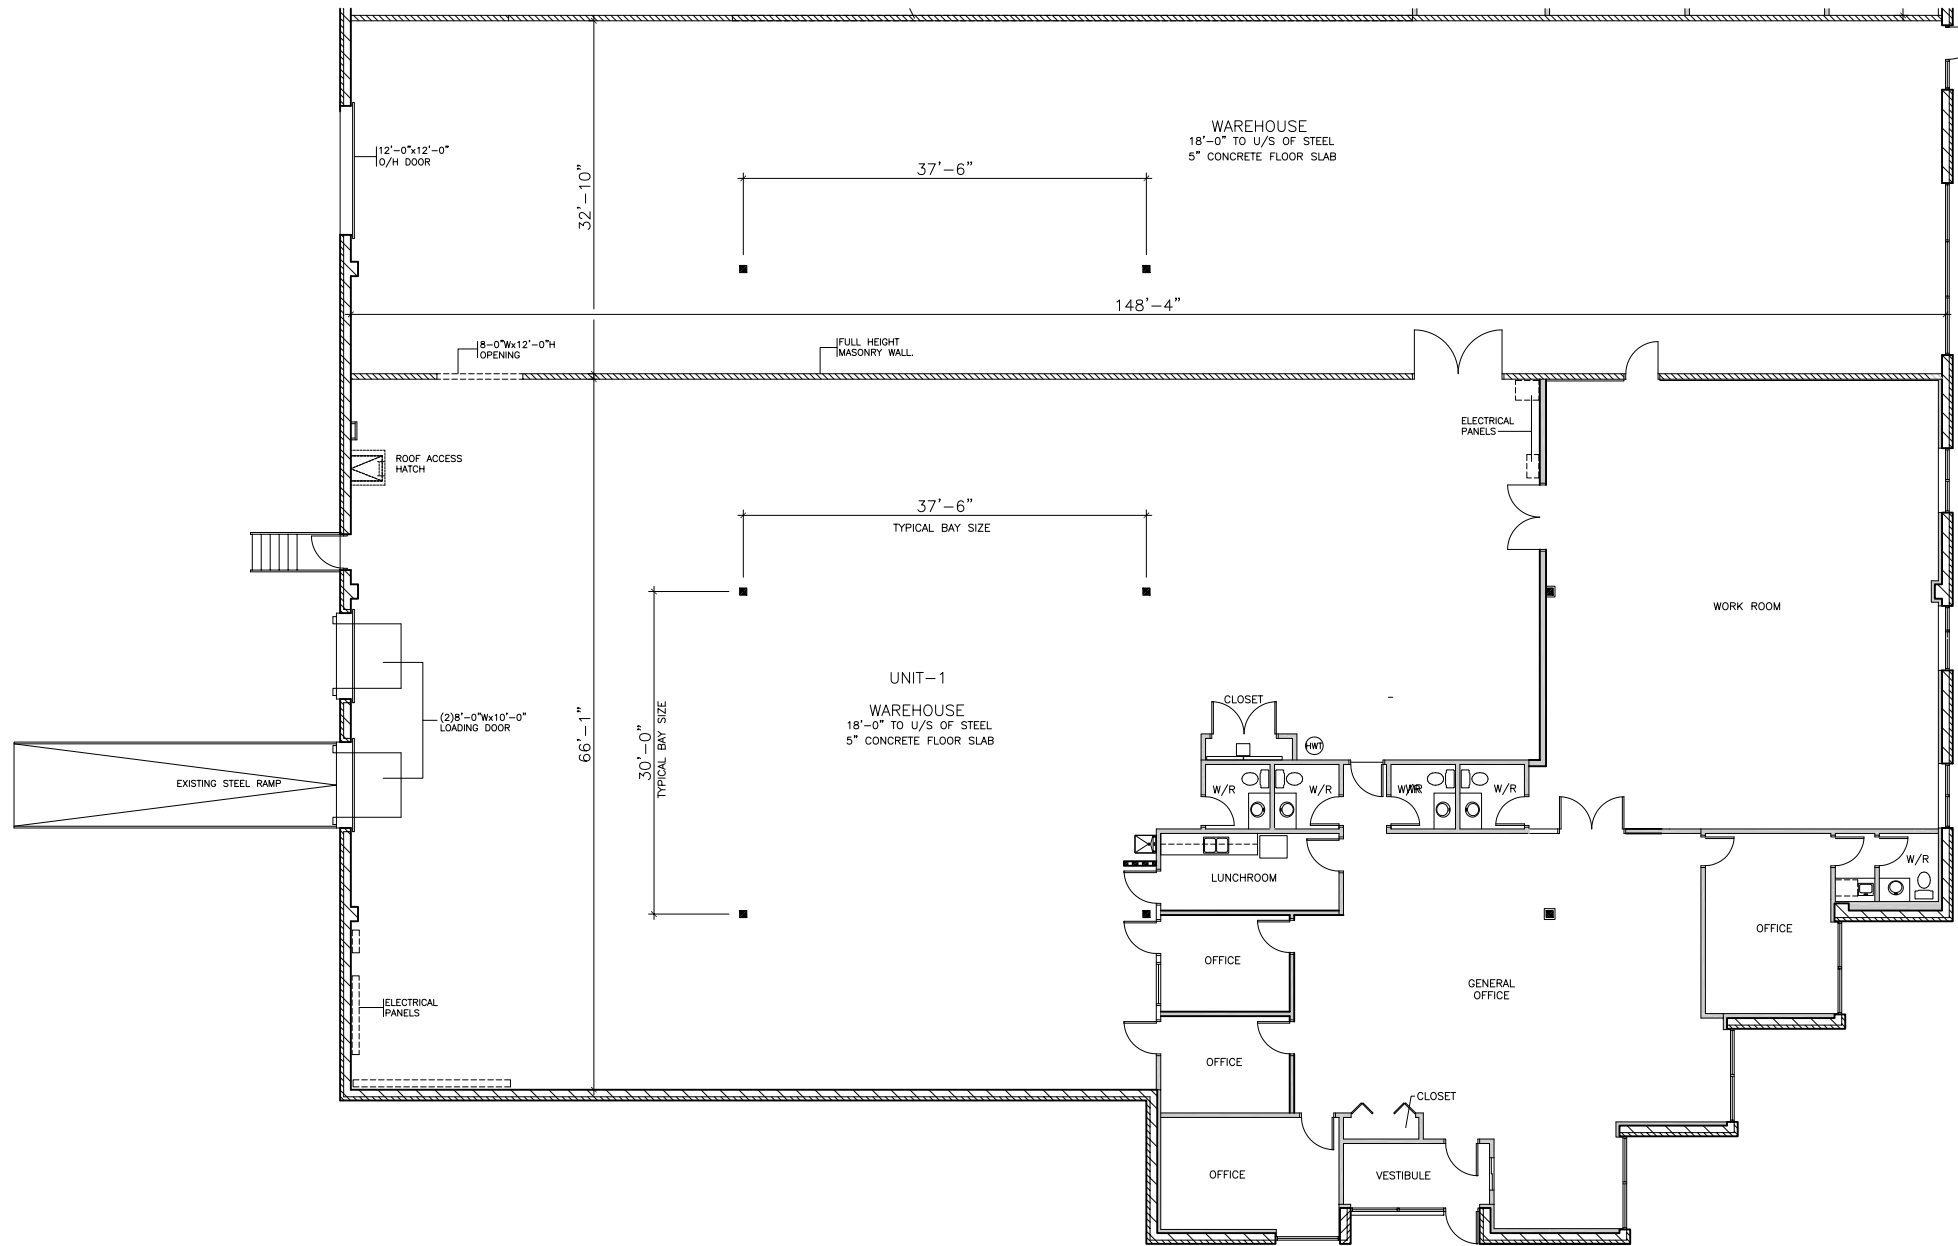 WAREHOUSE
18'-0" TO U/S OF STEEL
5" CONCRETE FLOOR SLAB
12'-0"x12'-0"
O/H DOOR
37'-6"
32'-10"
148'-4"
8-0"Wx12'-0"H
OPENING
FULL HEIGHT
MASONRY WALL.
ELECTRICAL
PANELS
ROOF ACCESS
HATCH
37'-6"
TYPICAL BAY SIZE
WORK ROOM
UNIT-1
WAREHOUSE
18'-0" TO U/S OF STEEL
5" CONCRETE FLOOR SLAB
66'-1"
30'-0"
TYPICAL BAY SIZE
(2)8'-0"Wx10'-0"
LOADING DOOR
EXISTING STEEL RAMP
CLOSET
HWT
W/R
W/R
W/R
W/R
LUNCHROOM
W/R
OFFICE
OFFICE
GENERAL
OFFICE
ELECTRICAL
PANELS
OFFICE
CLOSET
OFFICE
VESTIBULE